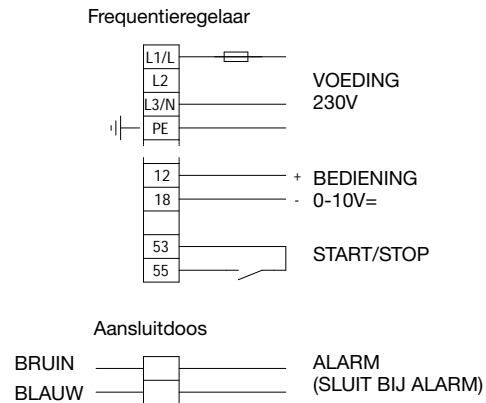 Frequentieregelaar
L1/L
L2
L3/N
PE
VOEDING
230V
12
18
+
-
BEDIENING
0-10V=
53
55
START/STOP
Aansluitdoos
BRUIN
BLAUW
ALARM
(SLUIT BIJ ALARM)